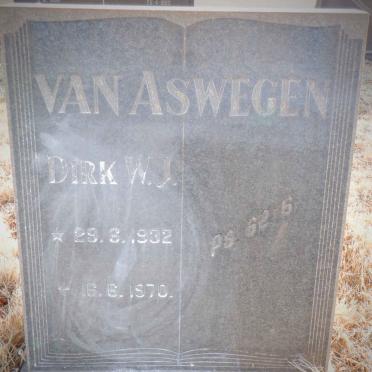 VAN ASWEGEN
DIRK W.J.
★ 29.3.1932
PS 62:6
– 16.6.1970.